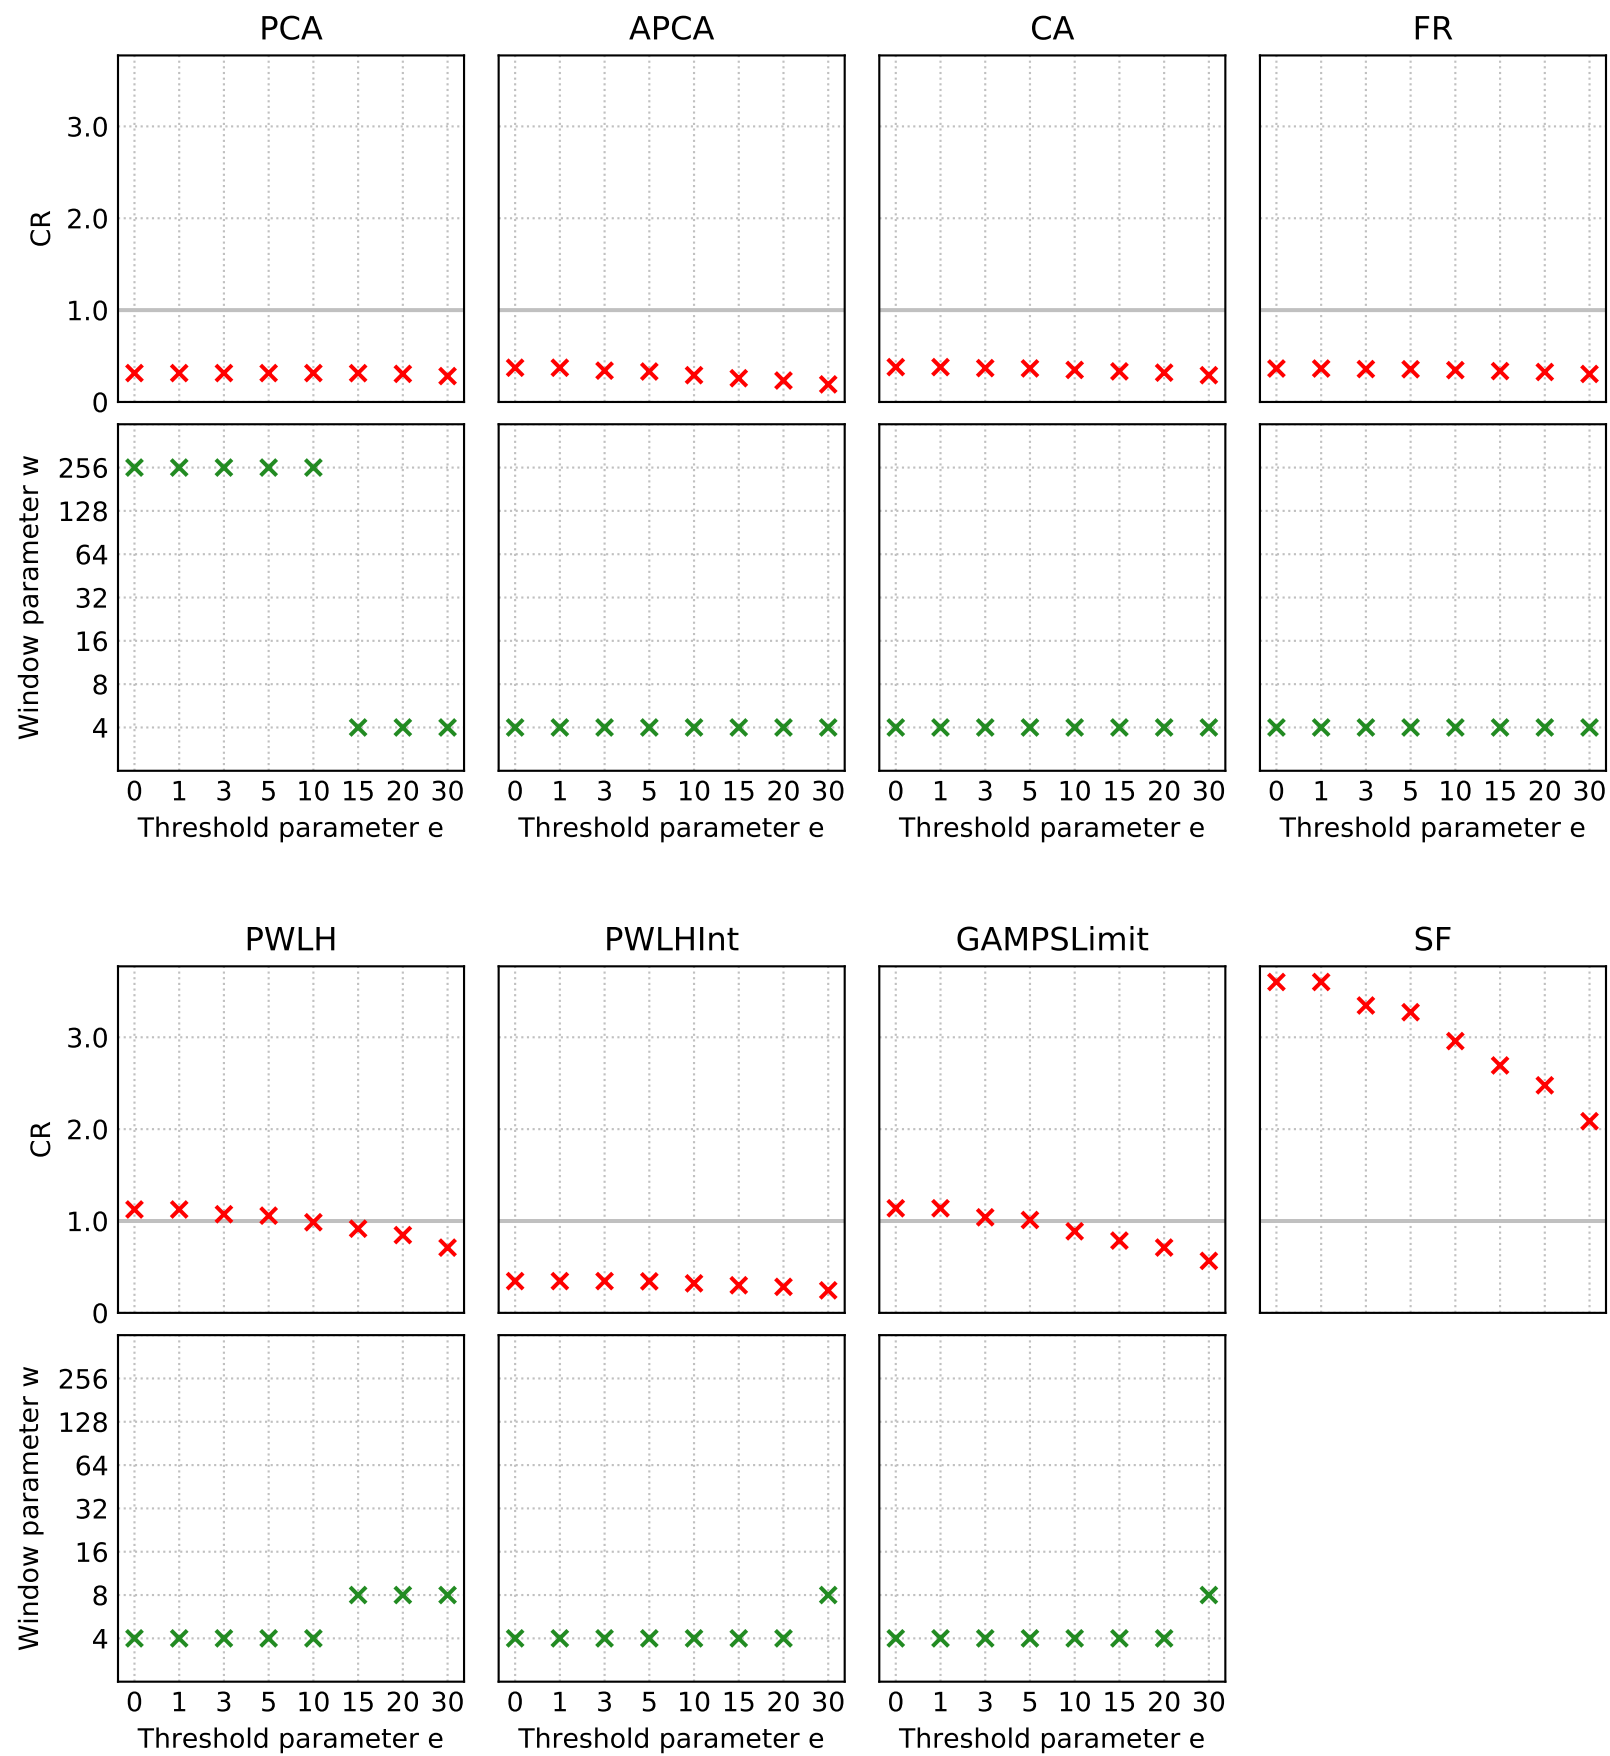 PCA APCA CA FR
3.0
2.0
1.0
0
CR
256
128
64
32
16
8
4
Window parameter w
0 1 3 5 10 15 20 30 0 1 3 5 10 15 20 30 0 1 3 5 10 15 20 30 0 1 3 5 10 15 20 30
Threshold parameter e Threshold parameter e Threshold parameter e Threshold parameter e
PWLH PWLHInt GAMPSLimit SF
3.0
2.0
1.0
0
CR
256
128
64
32
16
8
4
Window parameter w
0 1 3 5 10 15 20 30 0 1 3 5 10 15 20 30 0 1 3 5 10 15 20 30
Threshold parameter e Threshold parameter e Threshold parameter e